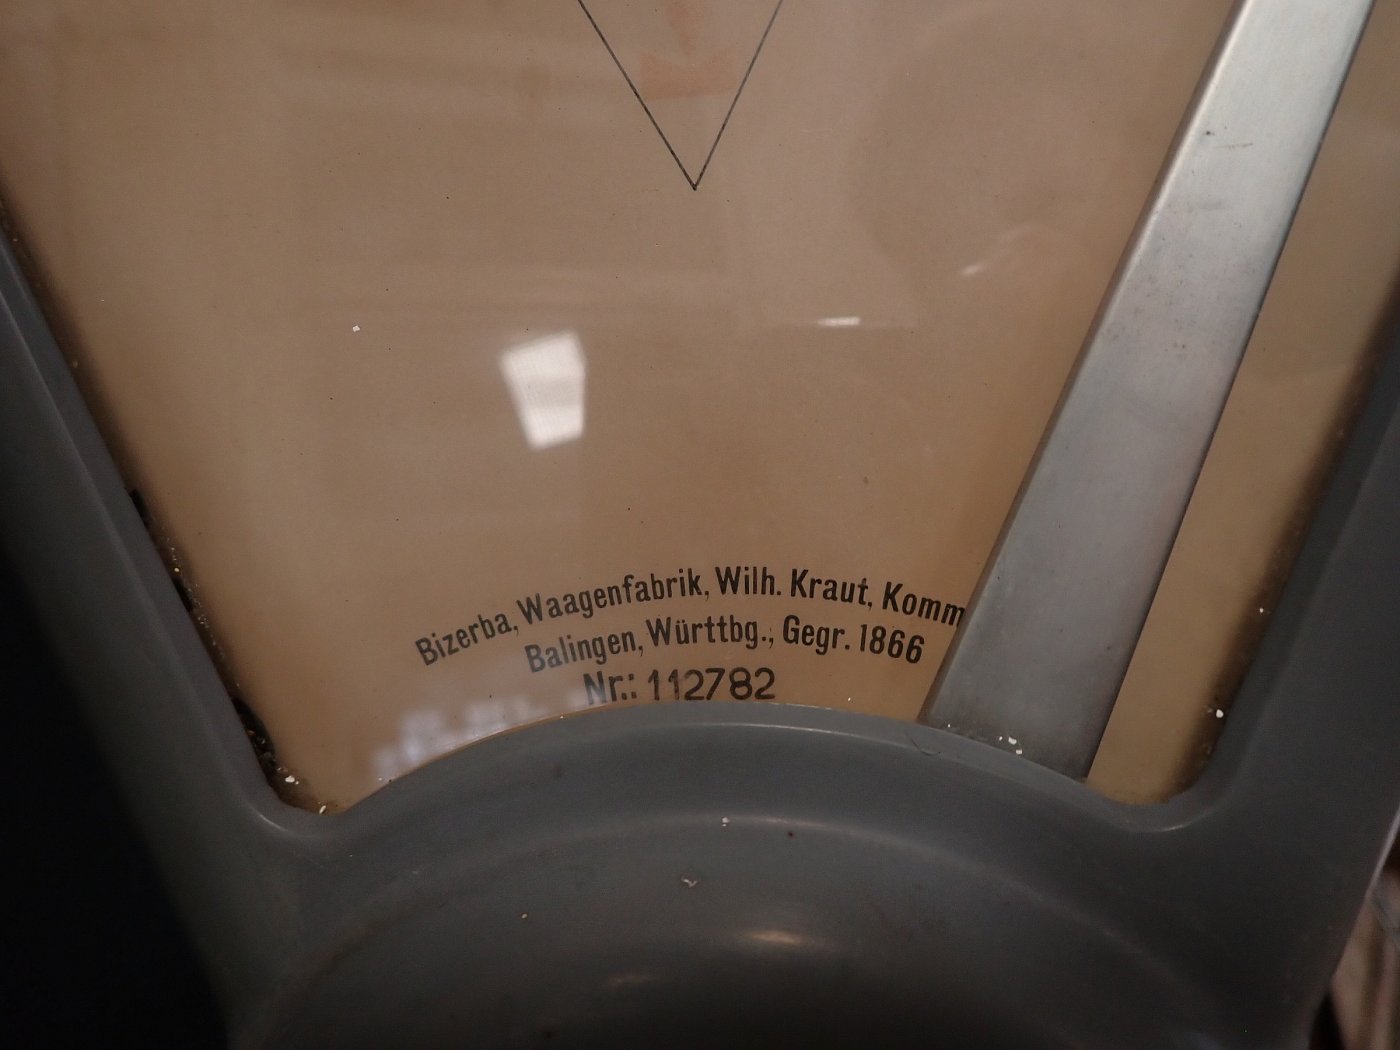 Bizerba, Waagenfabrik, Wilh. Kraut, Komm
Balingen, Württbg., Gegr. 1866
Nr.: 112782